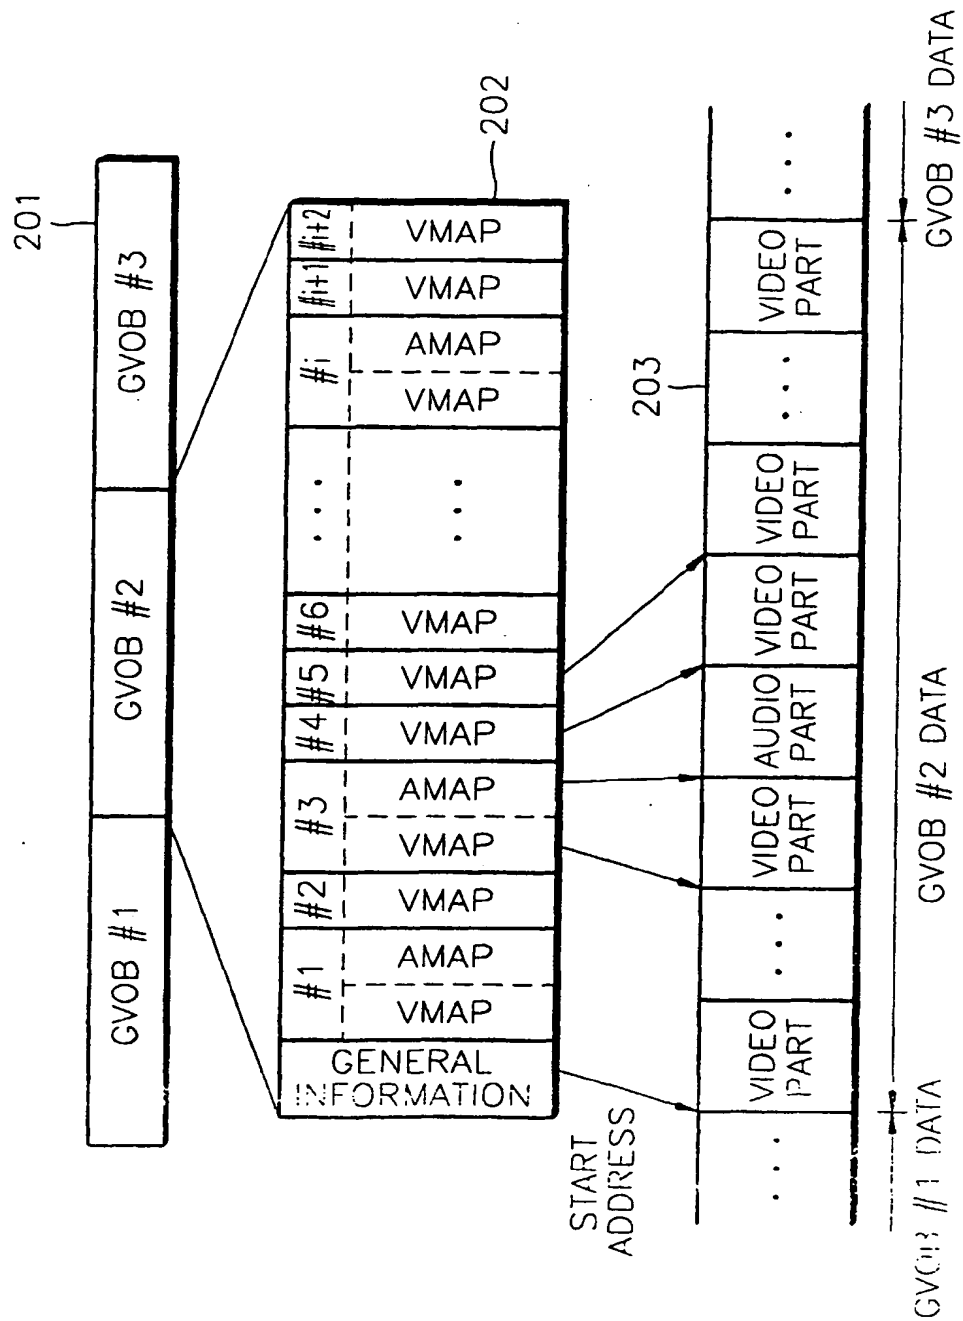 201
GVOB #1
GVOB #2
GVOB #3
202
#1
#2
#3
#4
#5
#6
...
#i
#i+1
#i+2
GENERAL
INFORMATION
VMAP
AMAP
VMAP
VMAP
AMAP
VMAP
VMAP
VMAP
...
VMAP
AMAP
VMAP
VMAP
START
ADDRESS
203
...
VIDEO
PART
...
VIDEO
PART
AUDIO
PART
VIDEO
PART
VIDEO
PART
...
VIDEO
PART
...
GVOB #1 DATA
GVOB #2 DATA
GVOB #3 DATA